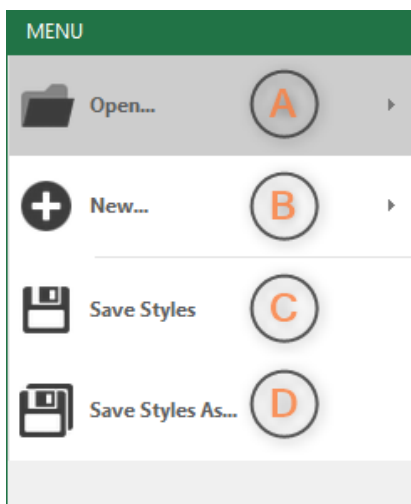 MENU
Open... A
New... B
Save Styles C
Save Styles As... D